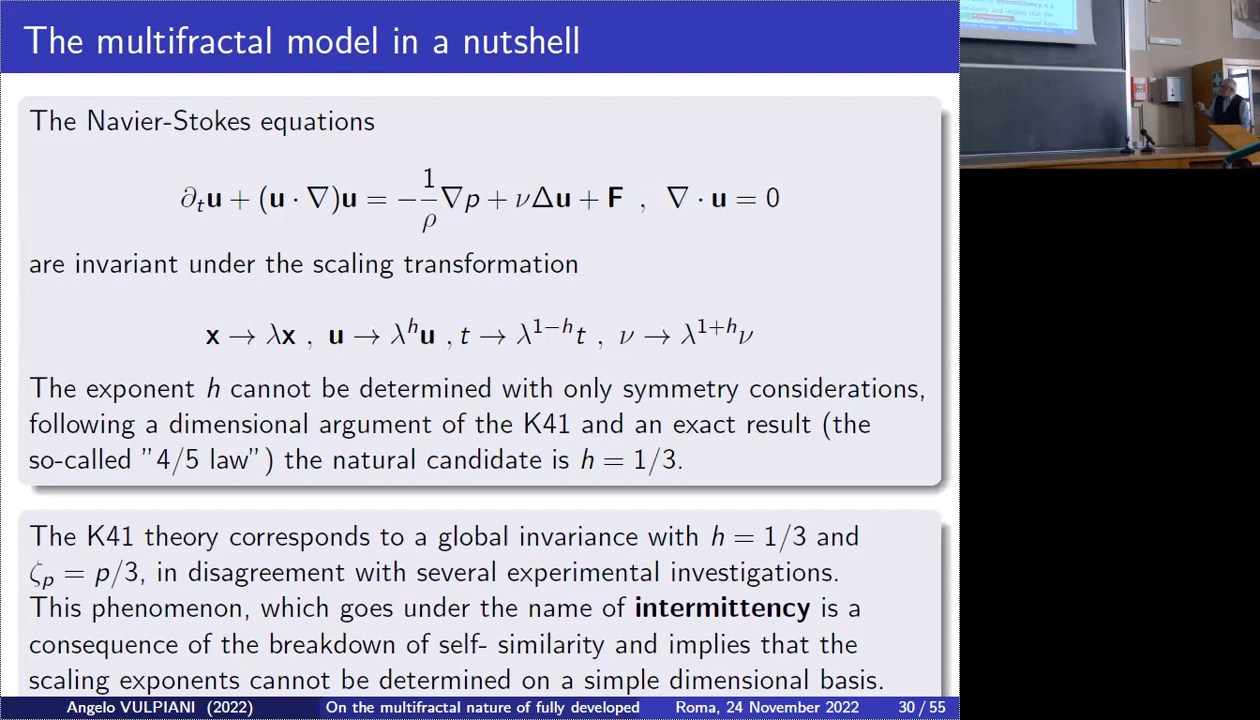 The multifractal model in a nutshell
The Navier-Stokes equations
∂ₜu + (u · ∇)u = −(1/ρ)∇p + νΔu + F , ∇ · u = 0
are invariant under the scaling transformation
x → λx , u → λ^h u , t → λ^{1−h} t , ν → λ^{1+h} ν
The exponent h cannot be determined with only symmetry considerations,
following a dimensional argument of the K41 and an exact result (the
so-called ”4/5 law”) the natural candidate is h = 1/3.
The K41 theory corresponds to a global invariance with h = 1/3 and
ζₚ = p/3, in disagreement with several experimental investigations.
This phenomenon, which goes under the name of intermittency is a
consequence of the breakdown of self- similarity and implies that the
scaling exponents cannot be determined on a simple dimensional basis.
Angelo VULPIANI (2022) On the multifractal nature of fully developed Roma, 24 November 2022 30 / 55